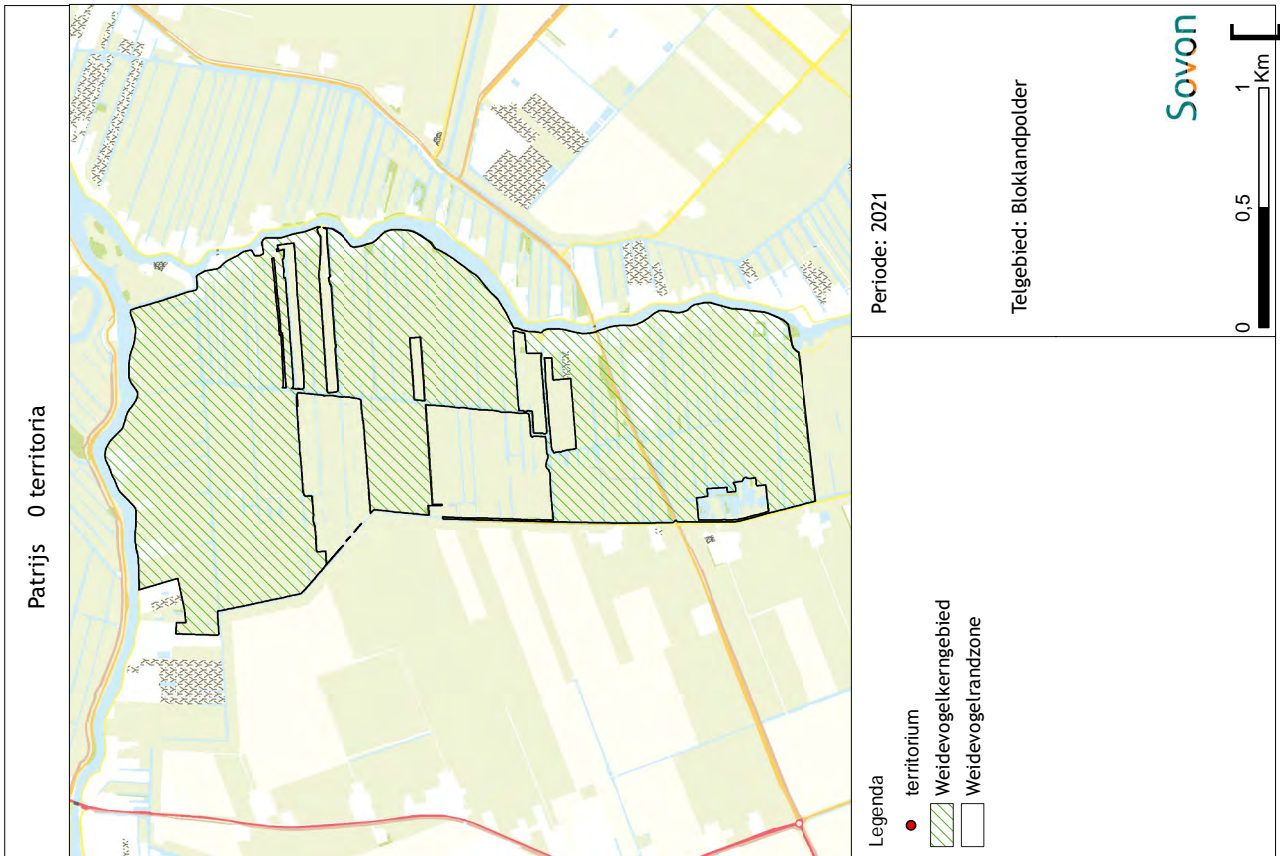 Patrijs 0 territoria
Legenda
territorium
Weidevogelkerngebied
Weidevogelrandzone
Periode: 2021
Telgebied: Bloklandpolder
Sovon
0 0,5 1
Km